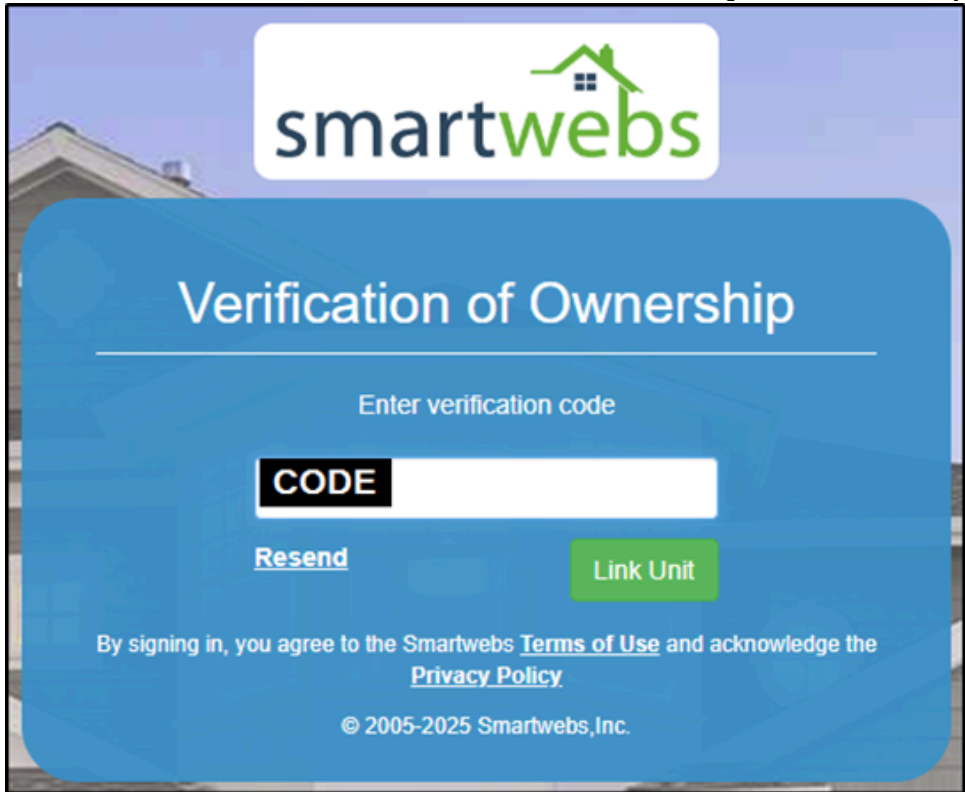 smartwebs
Verification of Ownership
Enter verification code
CODE
Resend
Link Unit
By signing in, you agree to the Smartwebs Terms of Use and acknowledge the
Privacy Policy
© 2005-2025 Smartwebs,Inc.